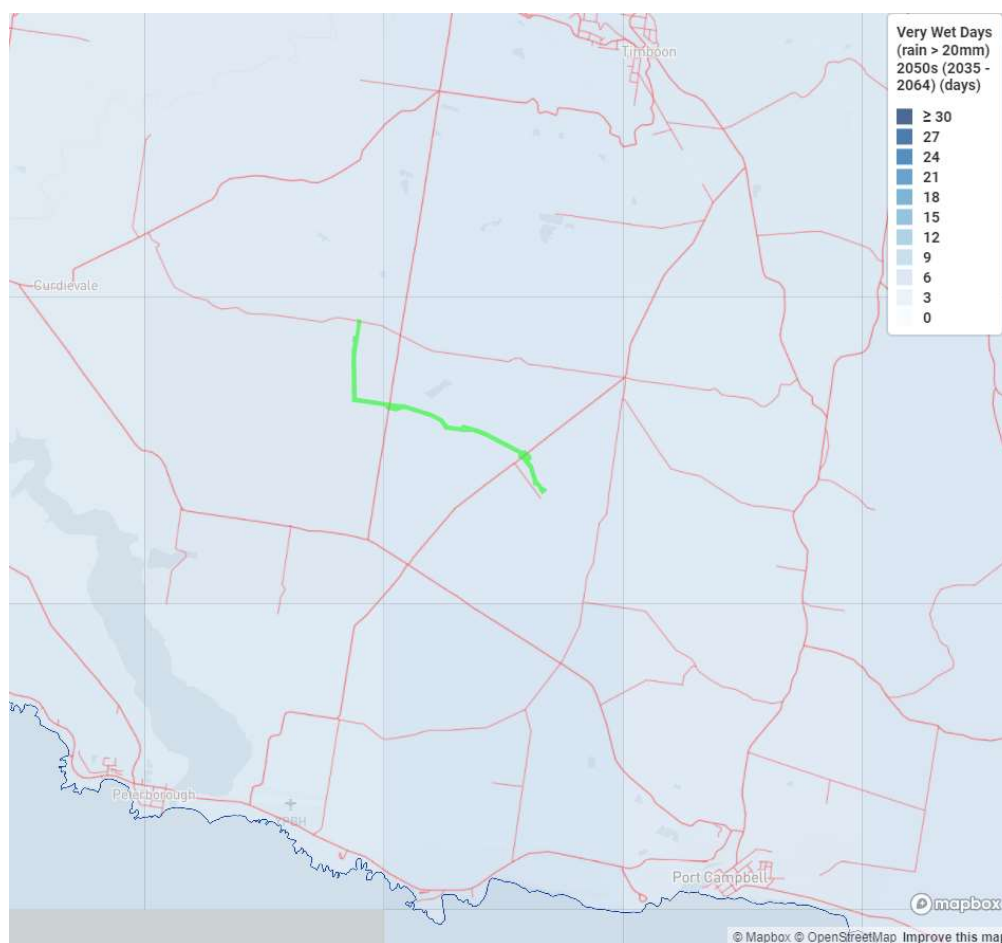 Timboon
Very Wet Days
(rain > 20mm)
2050s (2035 -
2064) (days)
≥ 30
27
24
21
18
15
12
9
6
3
0
Curdievale
Peterborough
YPBH
Port Campbell
mapbox
© Mapbox © OpenStreetMap Improve this map